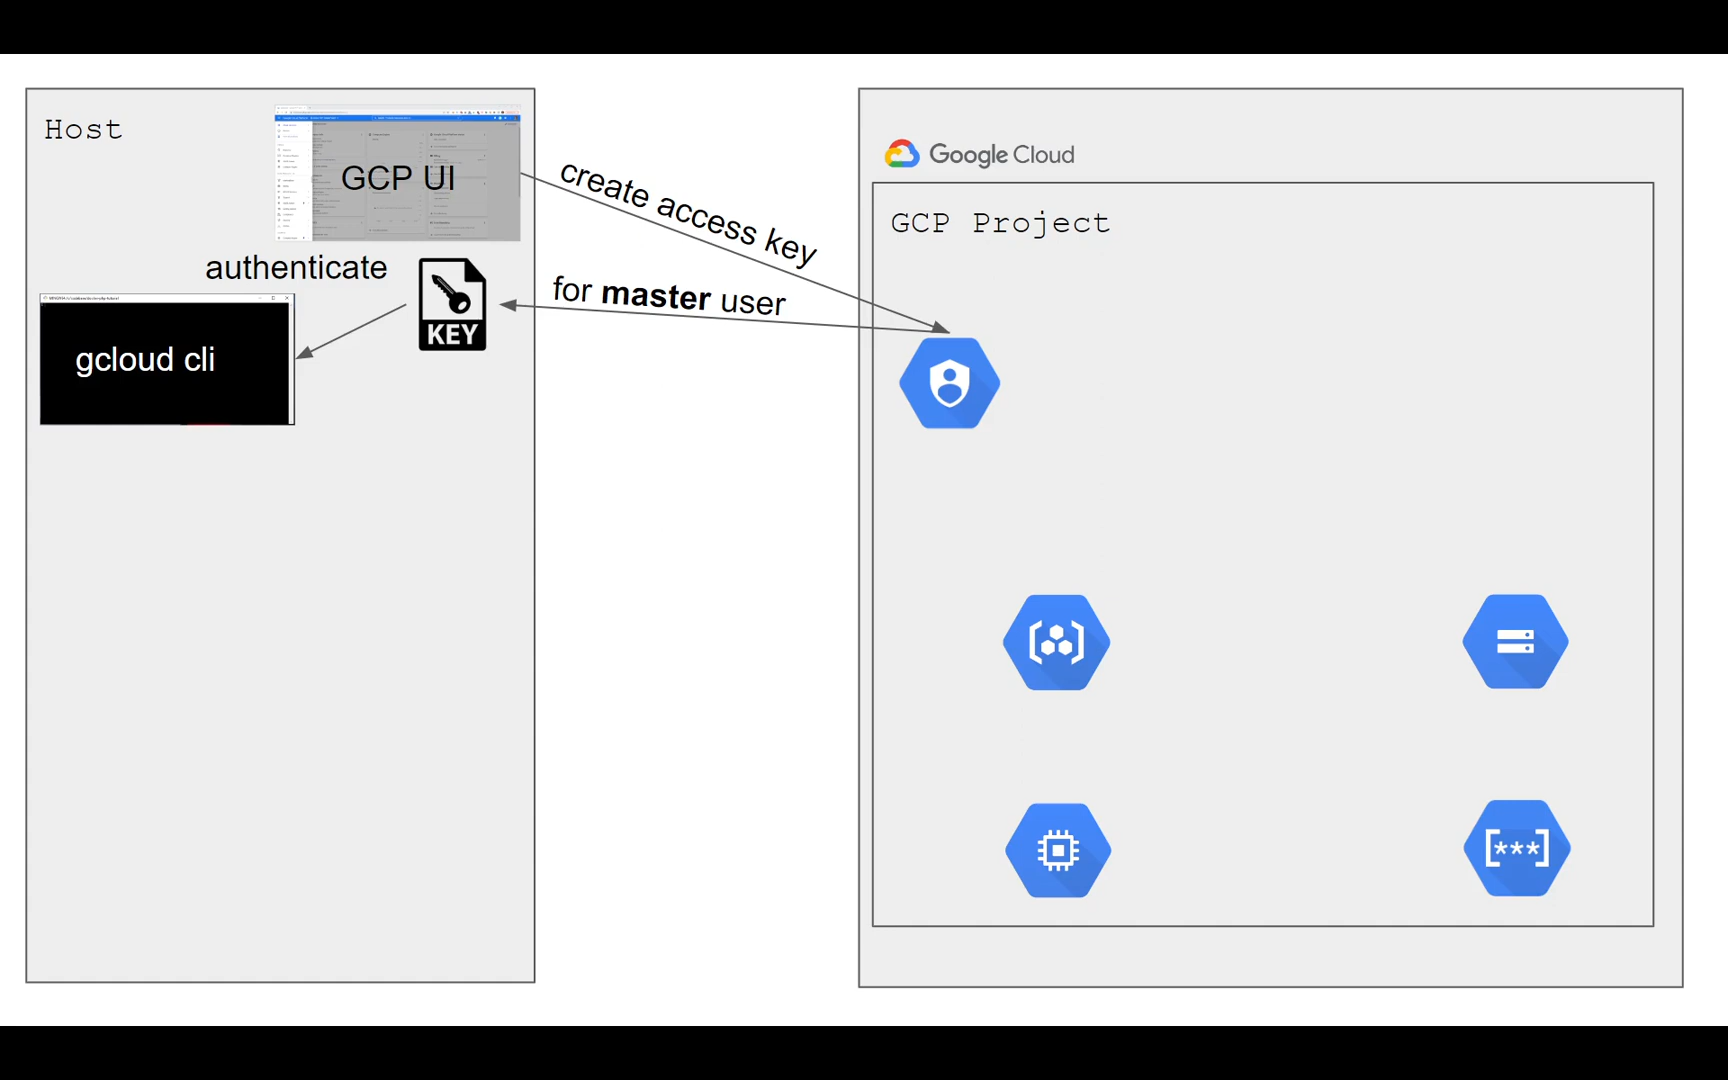 Host
GCP UI
create access key
Google Cloud
GCP Project
authenticate
KEY
for master user
gcloud cli
[***]